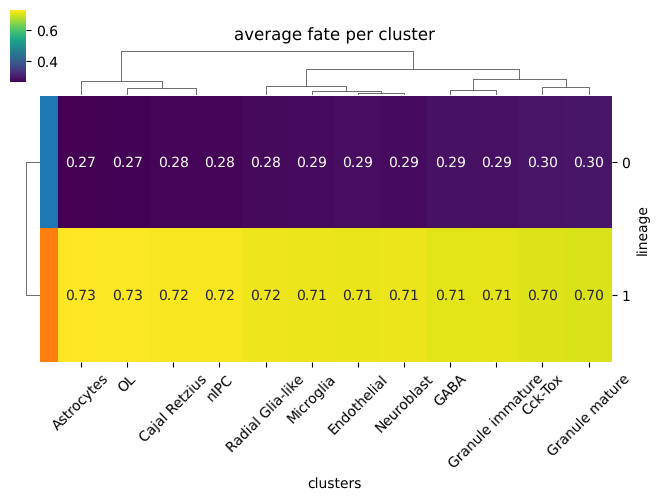 0.6
0.4
average fate per cluster
0.27 0.27 0.28 0.28 0.28 0.29 0.29 0.29 0.29 0.29 0.30 0.30
0
0.73 0.73 0.72 0.72 0.72 0.71 0.71 0.71 0.71 0.71 0.70 0.70
1
lineage
Astrocytes
OL
Cajal Retzius
nIPC
Radial Glia-like
Microglia
Endothelial
Neuroblast
GABA
Granule immature
Cck-Tox
Granule mature
clusters